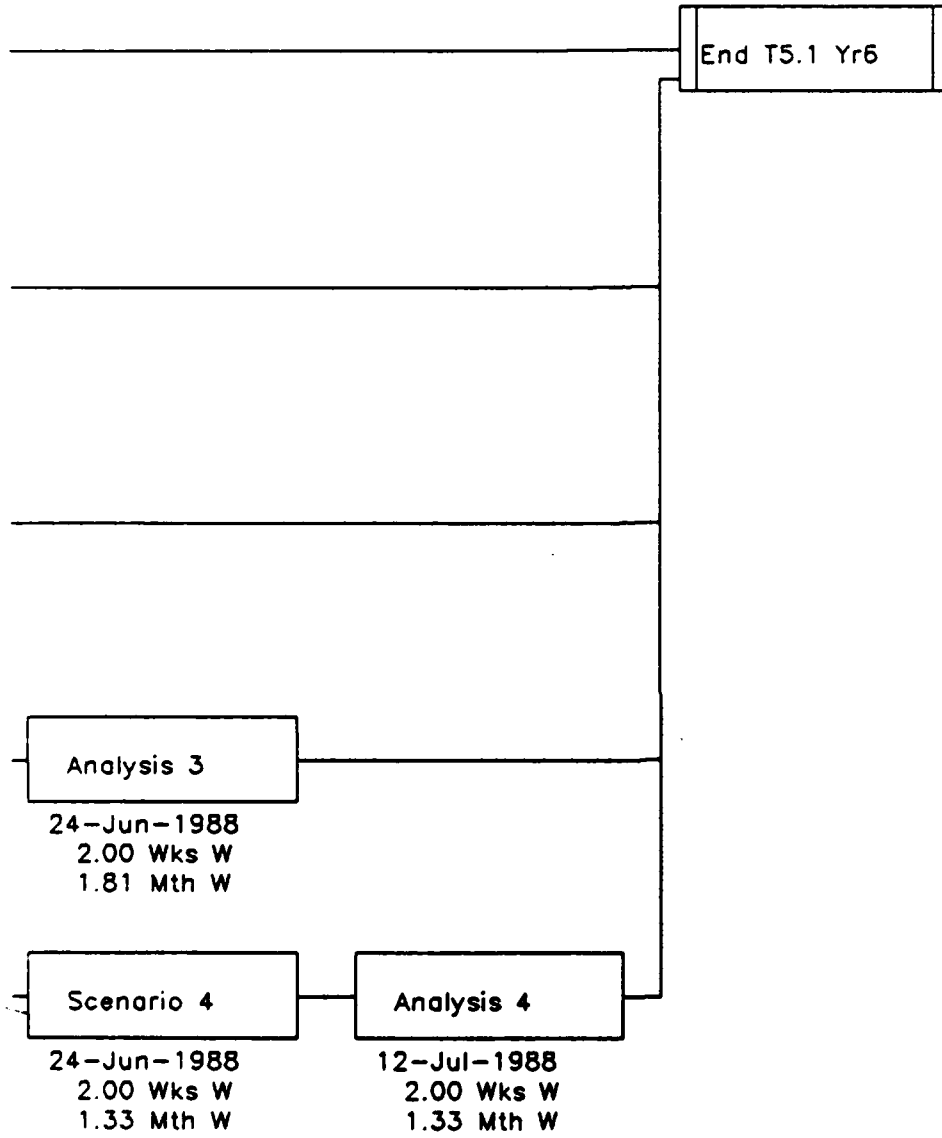 End T5.1 Yr6
Analysis 3
24-Jun-1988
2.00 Wks W
1.81 Mth W
Scenario 4
24-Jun-1988
2.00 Wks W
1.33 Mth W
Analysis 4
12-Jul-1988
2.00 Wks W
1.33 Mth W